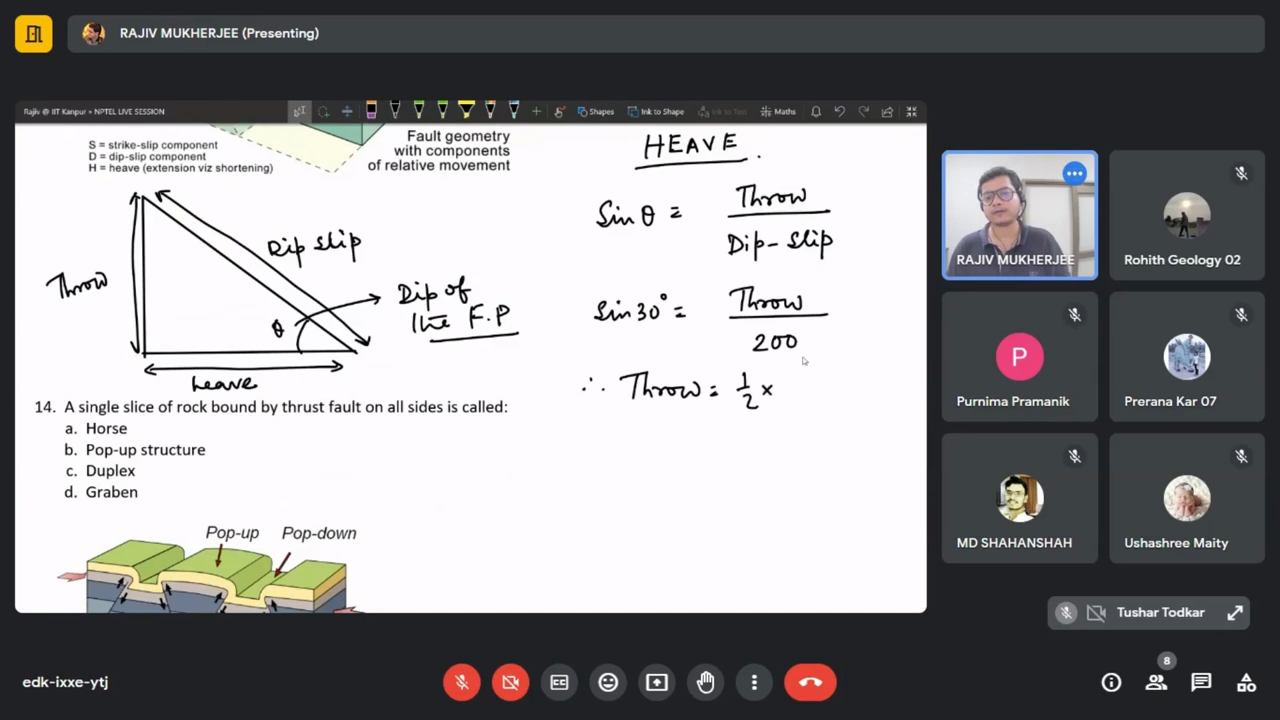 RAJIV MUKHERJEE (Presenting)
Rajiv @ IIT Kanpur » NPTEL LIVE SESSION
Shapes
Ink to Shape
Ink to Text
Maths
S = strike-slip component
D = dip-slip component
H = heave (extension viz shortening)
Fault geometry
with components
of relative movement
Throw
Dip slip
θ
Dip of
the F.P
heave
HEAVE.
Sin θ = Throw / Dip-Slip
Sin 30° = Throw / 200
∴ Throw = 1/2 ×
14. A single slice of rock bound by thrust fault on all sides is called:
a. Horse
b. Pop-up structure
c. Duplex
d. Graben
Pop-up
Pop-down
RAJIV MUKHERJEE
Rohith Geology 02
P
Purnima Pramanik
Prerana Kar 07
MD SHAHANSHAH
Ushashree Maity
Tushar Todkar
edk-ixxe-ytj
CC
8